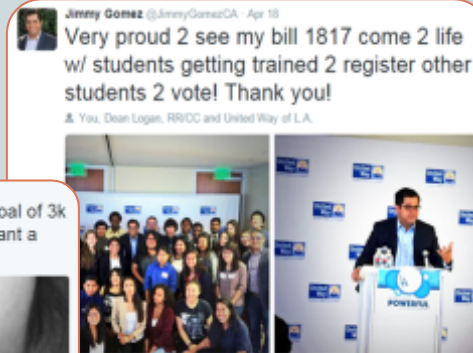 Jimmy Gomez @JimmyGomezCA · Apr 18
Very proud 2 see my bill 1817 come 2 life
w/ students getting trained 2 register other
students 2 vote! Thank you!
You, Dean Logan, RR/CC and United Way of L.A.
oal of 3k
ant a
United
Way
POWERFUL